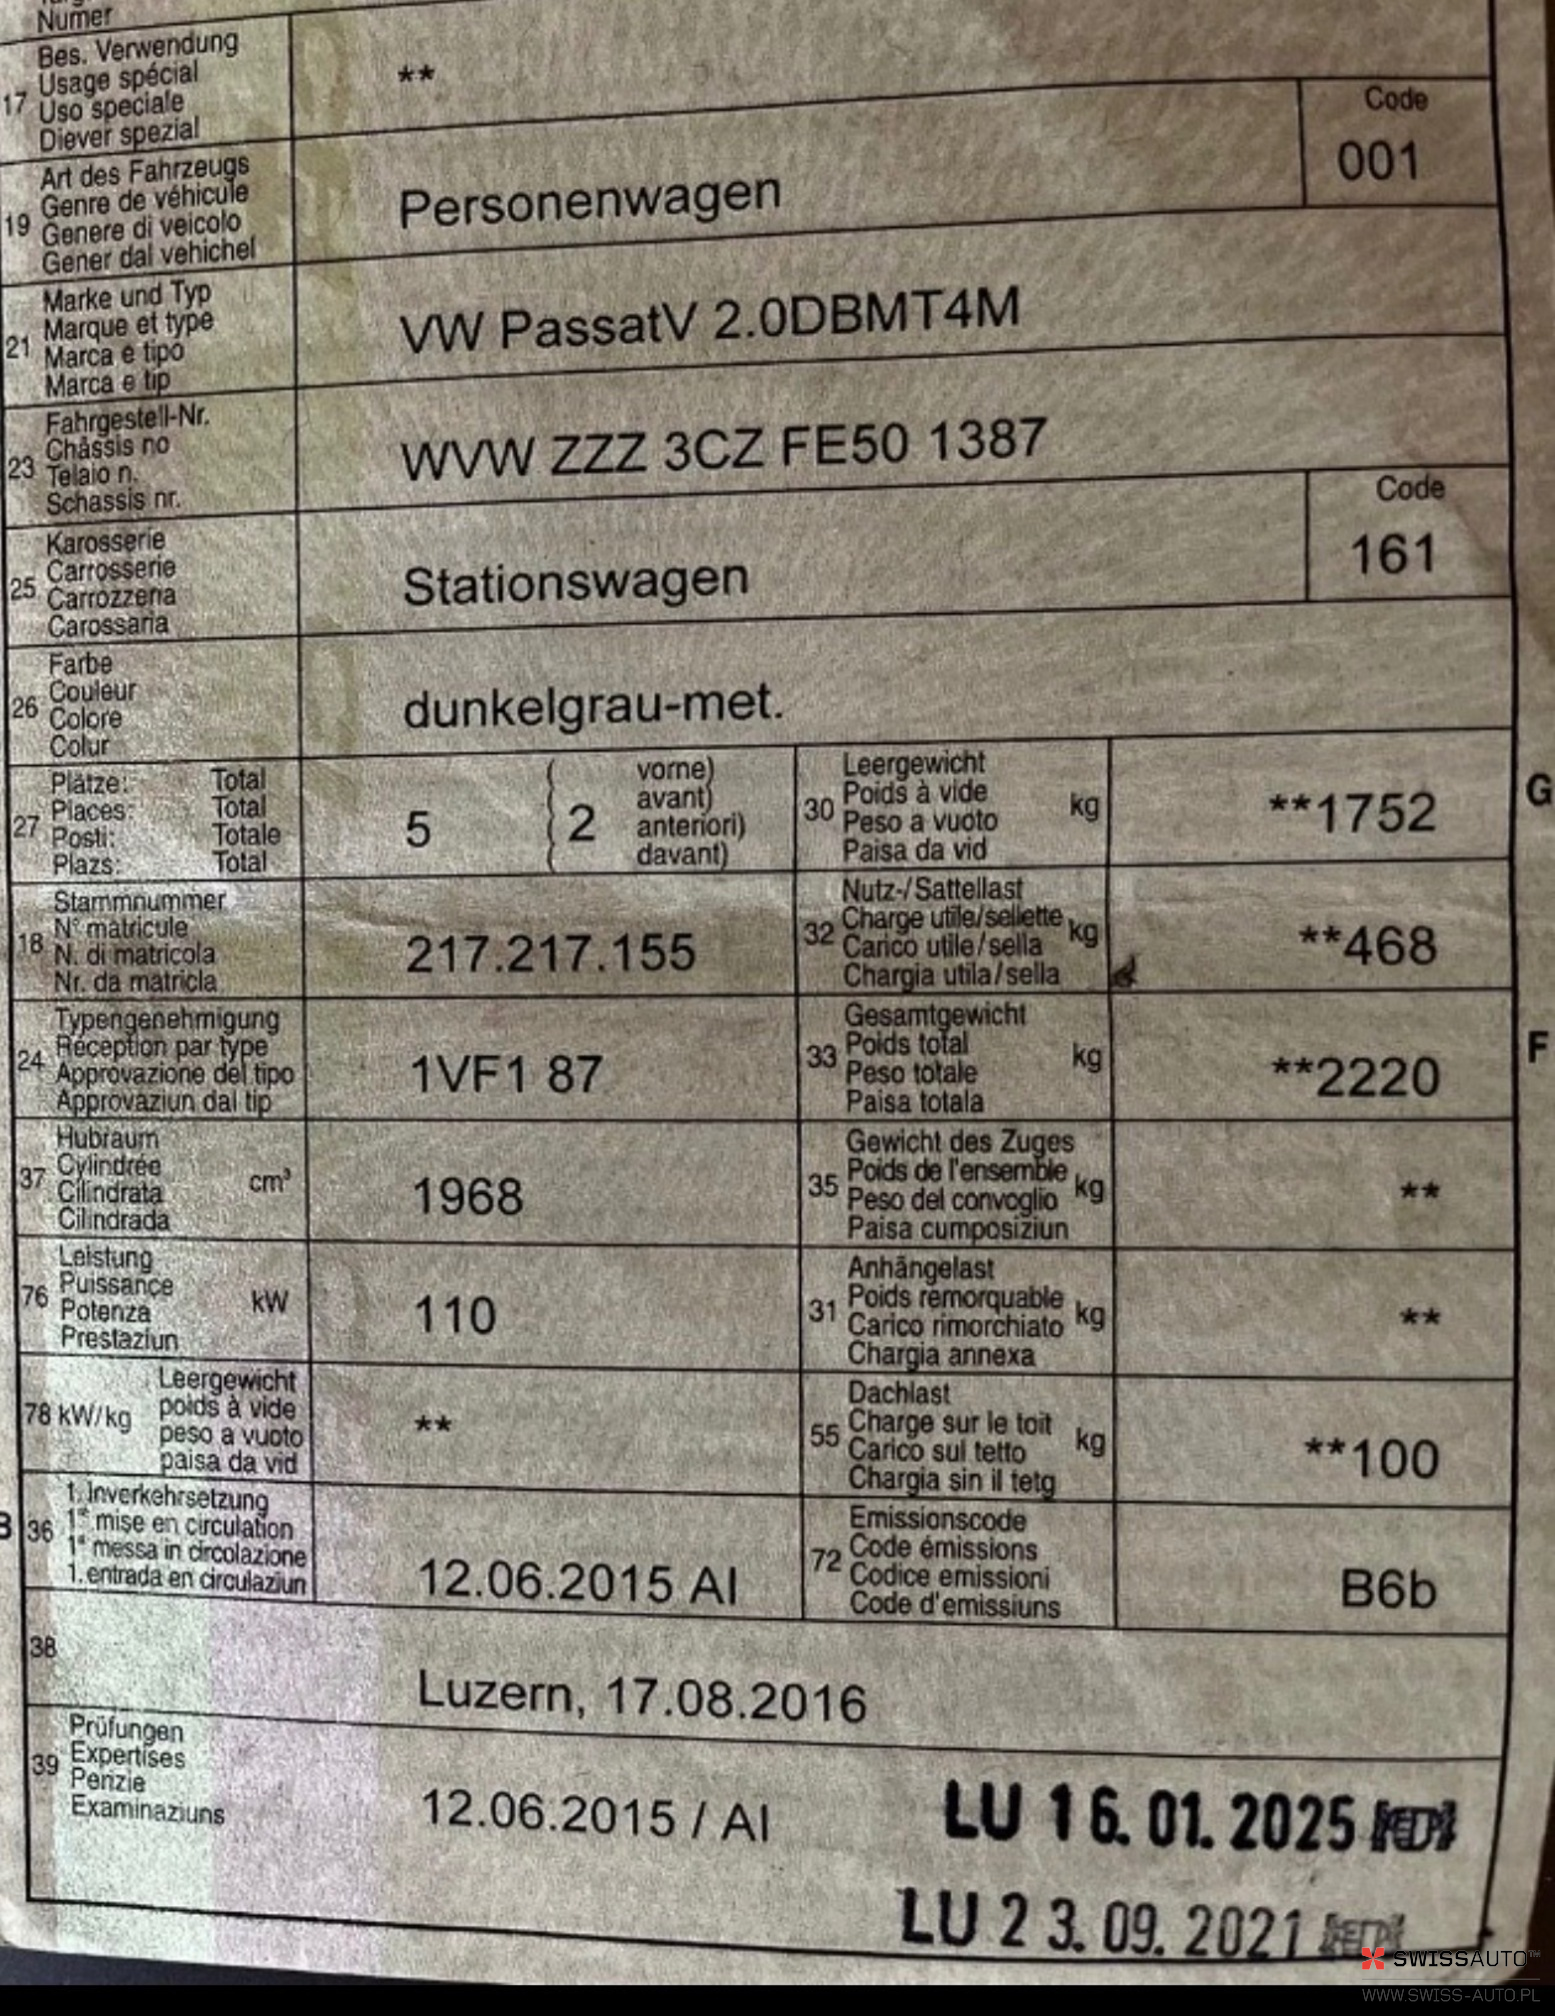 Numer
17 Bes. Verwendung
Usage spécial
Uso speciale
Diever spezial
**
19 Art des Fahrzeugs
Genre de véhicule
Genere di veicolo
Gener dal vehichel
Personenwagen
Code
001
21 Marke und Typ
Marque et type
Marca e tipo
Marca e tip
VW PassatV 2.0DBMT4M
23 Fahrgestell-Nr.
Châssis no
Telaio n.
Schassis nr.
WVW ZZZ 3CZ FE50 1387
25 Karosserie
Carrosserie
Carrozzeria
Carossaria
Stationswagen
Code
161
26 Farbe
Couleur
Colore
Colur
dunkelgrau-met.
27 Plätze: Total
Places: Total
Posti: Totale
Plazs: Total
5
( 2 vorne)
avant)
anteriori)
davant)
30 Leergewicht
Poids à vide
Peso a vuoto
Paisa da vid
kg
**1752
G
18 Stammnummer
N° matricule
N. di matricola
Nr. da matricla
217.217.155
32 Nutz-/Sattellast
Charge utile/sellette
Carico utile/sella
Chargia utila/sella
kg
**468
24 Typengenehmigung
Réception par type
Approvazione del tipo
Approvaziun dal tip
1VF1 87
33 Gesamtgewicht
Poids total
Peso totale
Paisa totala
kg
**2220
F
37 Hubraum
Cylindrée
Cilindrata
Cilindrada
cm³
1968
35 Gewicht des Zuges
Poids de l'ensemble
Peso del convoglio
Paisa cumposiziun
kg
**
76 Leistung
Puissance
Potenza
Prestaziun
kW
110
31 Anhängelast
Poids remorquable
Carico rimorchiato
Chargia annexa
kg
**
78 kW/kg
Leergewicht
poids à vide
peso a vuoto
paisa da vid
**
55 Dachlast
Charge sur le toit
Carico sul tetto
Chargia sin il tetg
kg
**100
B
36 1. Inverkehrsetzung
1re mise en circulation
1a messa in circolazione
1. entrada en circulaziun
12.06.2015 AI
72 Emissionscode
Code émissions
Codice emissioni
Code d'emissiuns
B6b
38
Luzern, 17.08.2016
39 Prüfungen
Expertises
Perizie
Examinaziuns
12.06.2015 / AI
LU 16.01.2025
LU 23.09.2021
SWISSAUTO™
WWW.SWISS-AUTO.PL